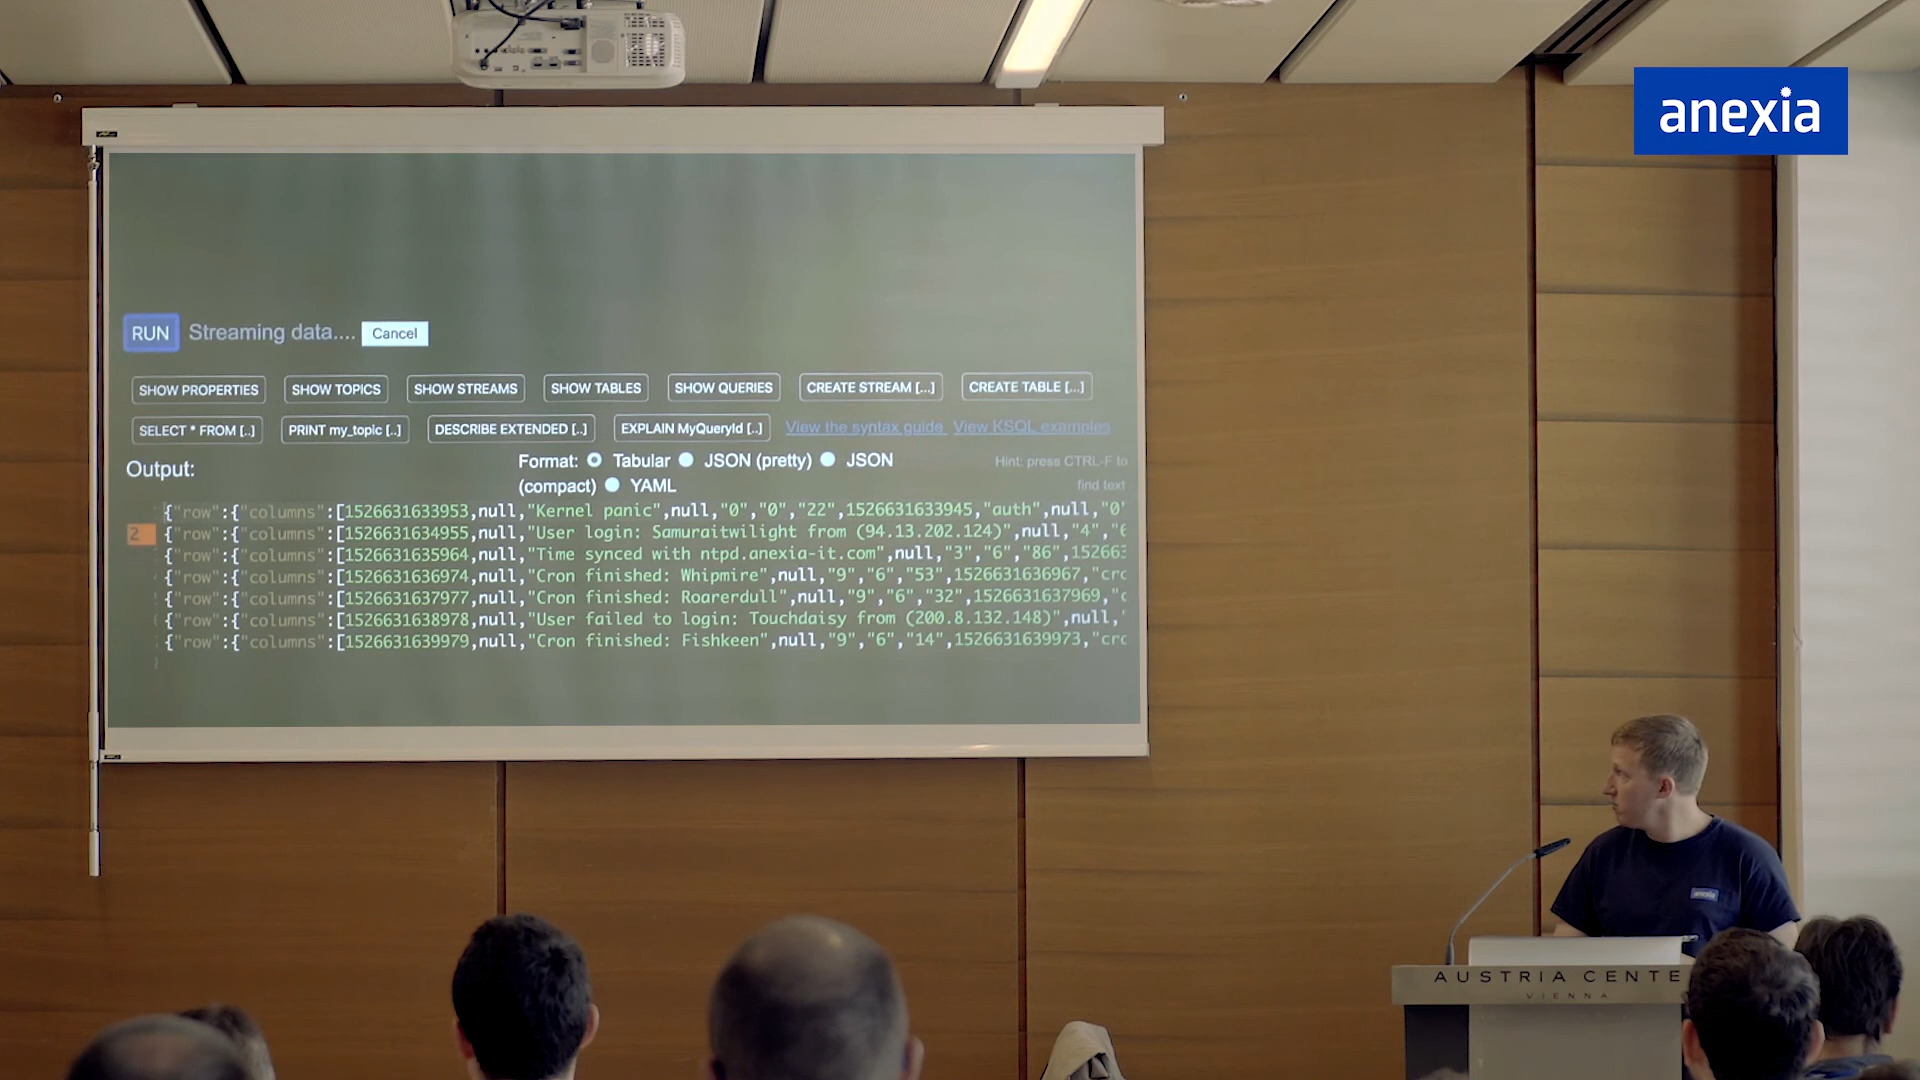 anexia
RUN Streaming data.... Cancel
SHOW PROPERTIES SHOW TOPICS SHOW STREAMS SHOW TABLES SHOW QUERIES CREATE STREAM [...] CREATE TABLE [...]
SELECT * FROM [..] PRINT my_topic [..] DESCRIBE EXTENDED [..] EXPLAIN MyQueryId [..] View the syntax guide View KSQL examples
Output: Format: Tabular JSON (pretty) JSON Hint: press CTRL-F to
(compact) YAML find text
{"row":{"columns":[1526631633953,null,"Kernel panic",null,"0","0","22",1526631633945,"auth",null,"0"
2 {"row":{"columns":[1526631634955,null,"User login: Samuraitwilight from (94.13.202.124)",null,"4","6
{"row":{"columns":[1526631635964,null,"Time synced with ntpd.anexia-it.com",null,"3","6","86",152663
{"row":{"columns":[1526631636974,null,"Cron finished: Whipmire",null,"9","6","53",1526631636967,"cro
{"row":{"columns":[1526631637977,null,"Cron finished: Roarerdull",null,"9","6","32",1526631637969,"c
{"row":{"columns":[1526631638978,null,"User failed to login: Touchdaisy from (200.8.132.148)",null,"
{"row":{"columns":[1526631639979,null,"Cron finished: Fishkeen",null,"9","6","14",1526631639973,"cro
anexia
AUSTRIA CENTE
VIENNA